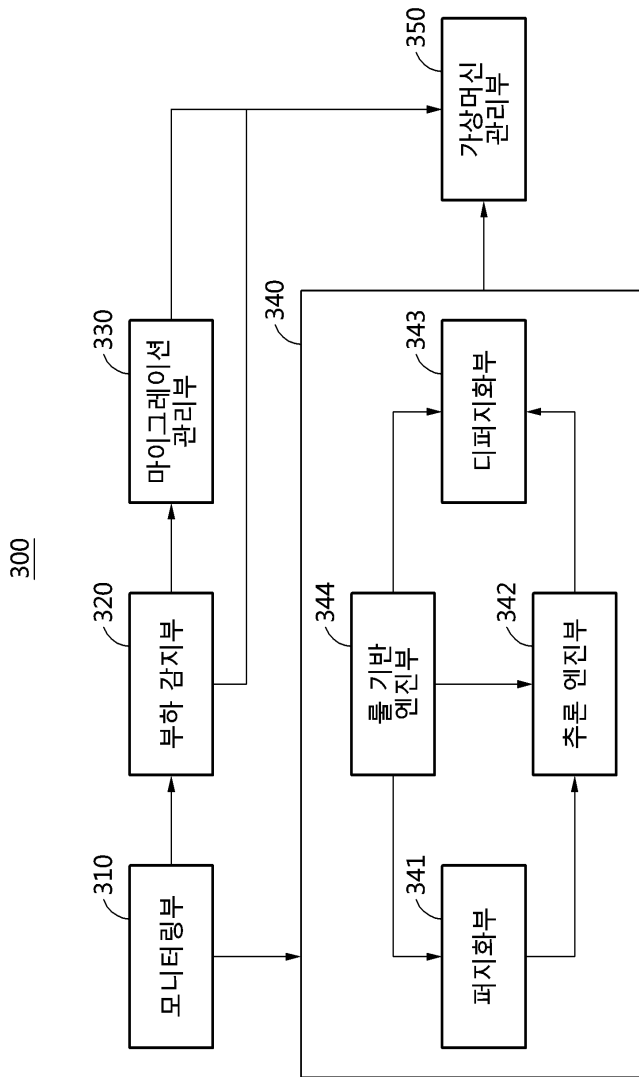 300
310
모니터링부
320
부하 감지부
330
마이그레이션
관리부
340
350
가상머신
관리부
341
퍼지화부
344
룰 기반
엔진부
343
디퍼지화부
342
추론 엔진부